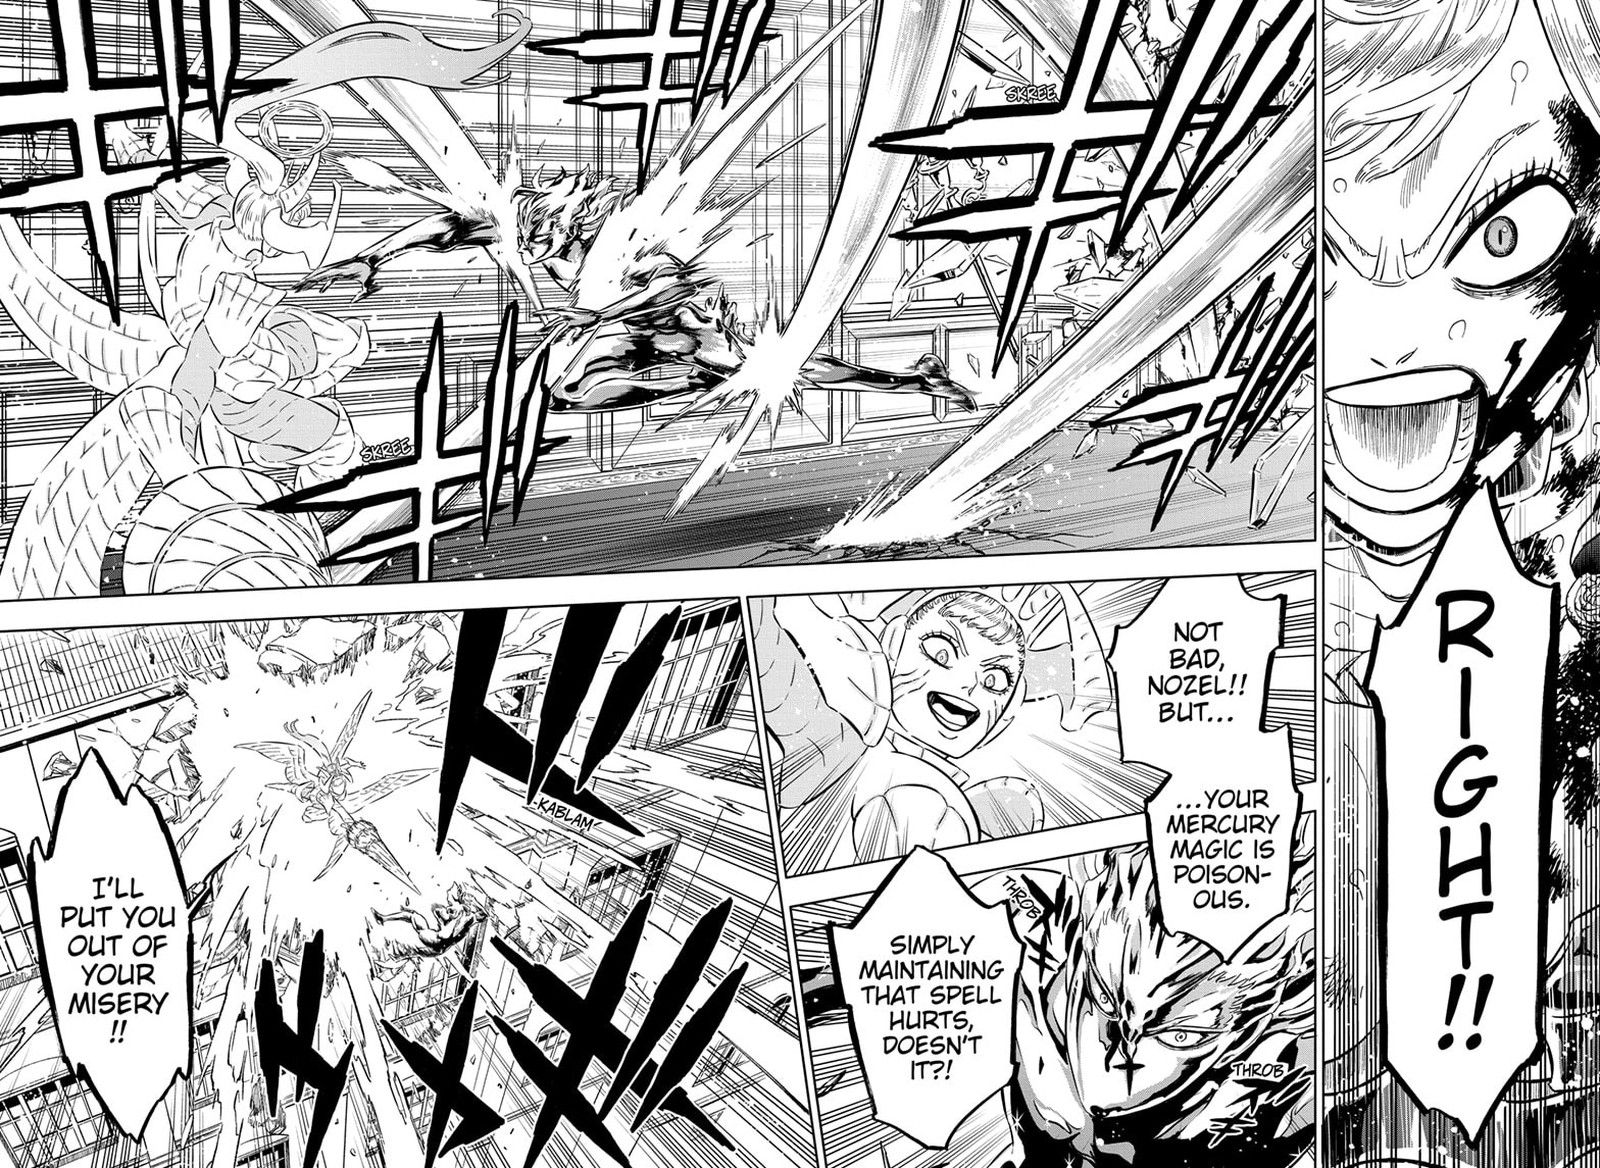 RIGHT!!
SKREE
SKREE
NOT
BAD,
NOZEL!!
BUT...
...YOUR
MERCURY
MAGIC IS
POISON-
OUS.
THROB
SIMPLY
MAINTAINING
THAT SPELL
HURTS,
DOESN'T
IT?!
THROB
KABLAM
I'LL
PUT YOU
OUT OF
YOUR
MISERY
!!